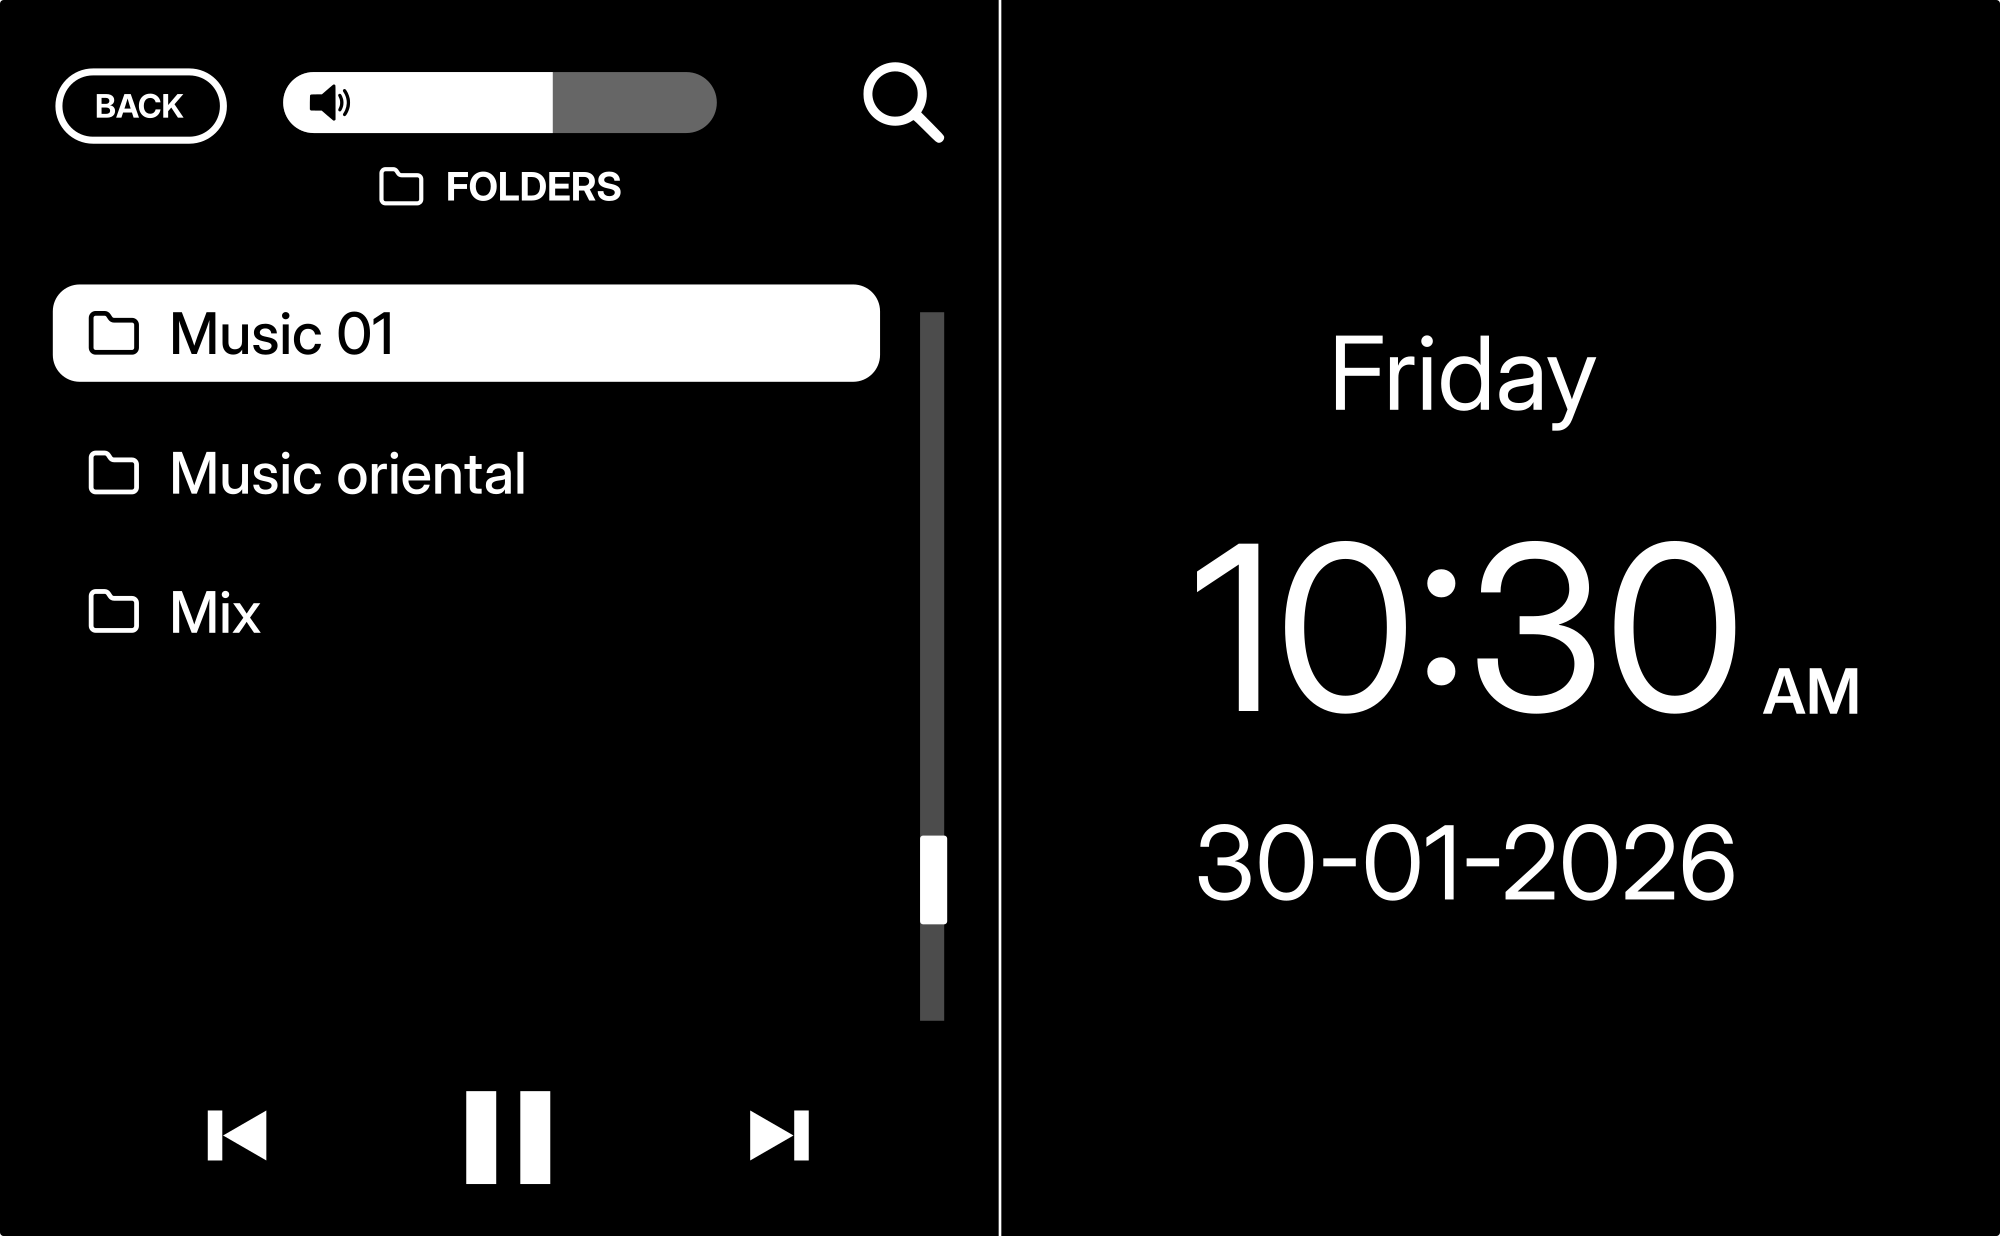 BACK
FOLDERS
Music 01
Music oriental
Mix
Friday
10:30 AM
30-01-2026